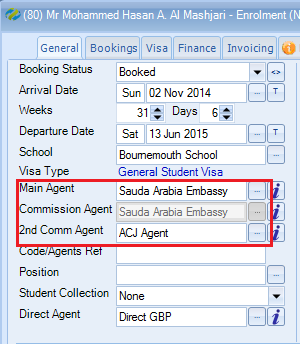 (80) Mr Mohammed Hasan A. Al Mashjari - Enrolment (N
General Bookings Visa Finance Invoicing
Booking Status Booked <>
Arrival Date Sun 02 Nov 2014 ... T
Weeks 31 Days 6
Departure Date Sat 13 Jun 2015 ... T
School Bournemouth School ...
Visa Type General Student Visa
Main Agent Sauda Arabia Embassy ... i
Commission Agent Sauda Arabia Embassy ... i
2nd Comm Agent ACJ Agent ... i
Code/Agents Ref
Position ...
Student Collection None
Direct Agent Direct GBP ... i